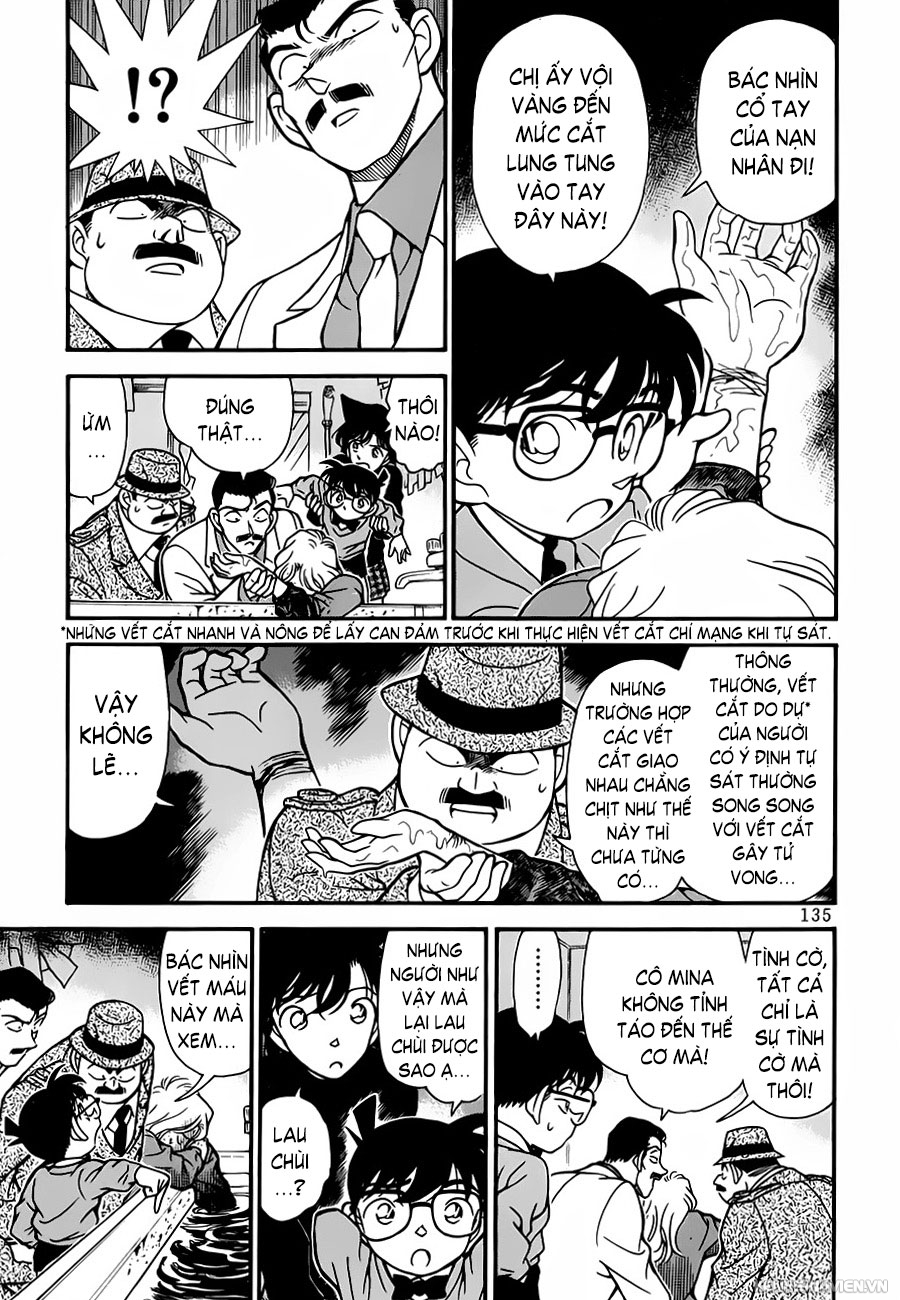 BÁC NHÌN
CỔ TAY
CỦA NẠN
NHÂN ĐI!
CHỊ ẤY VỘI
VÀNG ĐẾN
MỨC CẮT
LUNG TUNG
VÀO TAY
ĐÂY NÀY!
!?
THÔI
NÀO!
ĐÚNG
THẬT...
ỪM
...
*NHỮNG VẾT CẮT NHANH VÀ NÔNG ĐỂ LẤY CAN ĐẢM TRƯỚC KHI THỰC HIỆN VẾT CẮT CHÍ MẠNG KHI TỰ SÁT.
THÔNG
THƯỜNG, VẾT
CẮT DO DỰ*
CỦA NGƯỜI
CÓ Ý ĐỊNH TỰ
SÁT THƯỜNG
SONG SONG
VỚI VẾT CẮT
GÂY TỬ
VONG...
NHƯNG
TRƯỜNG HỢP
CÁC VẾT
CẮT GIAO
NHAU CHẰNG
CHỊT NHƯ THẾ
NÀY THÌ
CHƯA TỪNG
CÓ...
VẬY
KHÔNG
LẼ...
135
TÌNH CỜ,
TẤT CẢ
CHỈ LÀ
SỰ TÌNH
CỜ MÀ
THÔI!
CÔ MINA
KHÔNG TỈNH
TÁO ĐẾN THẾ
CƠ MÀ!
........
NHƯNG
NGƯỜI NHƯ
VẬY MÀ
LẠI LAU
CHÙI ĐƯỢC
SAO Ạ...
LAU
CHÙI
...?
BÁC NHÌN
VẾT MÁU
NÀY MÀ
XEM...